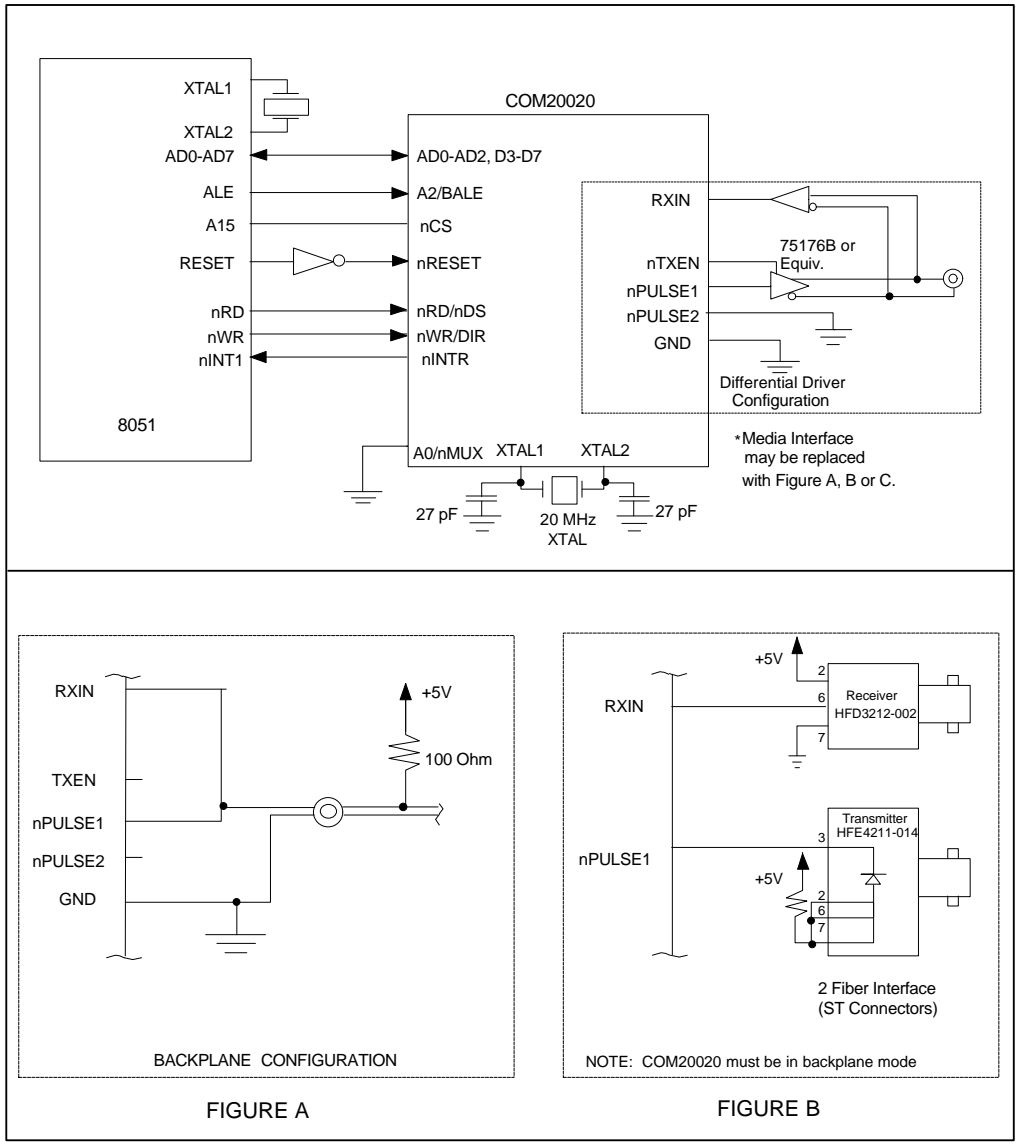 COM20020
XTAL1
XTAL2
AD0-AD7
ALE
A15
RESET
nRD
nWR
nINT1
8051
AD0-AD2, D3-D7
A2/BALE
nCS
nRESET
nRD/nDS
nWR/DIR
nINTR
A0/nMUX
XTAL1
XTAL2
27 pF
20 MHz
XTAL
27 pF
RXIN
nTXEN
nPULSE1
nPULSE2
GND
75176B or
Equiv.
Differential Driver
Configuration
*Media Interface
may be replaced
with Figure A, B or C.
RXIN
TXEN
nPULSE1
nPULSE2
GND
+5V
100 Ohm
BACKPLANE CONFIGURATION
FIGURE A
RXIN
nPULSE1
+5V
2
6
7
Receiver
HFD3212-002
Transmitter
HFE4211-014
3
+5V
2
6
7
2 Fiber Interface
(ST Connectors)
NOTE: COM20020 must be in backplane mode
FIGURE B